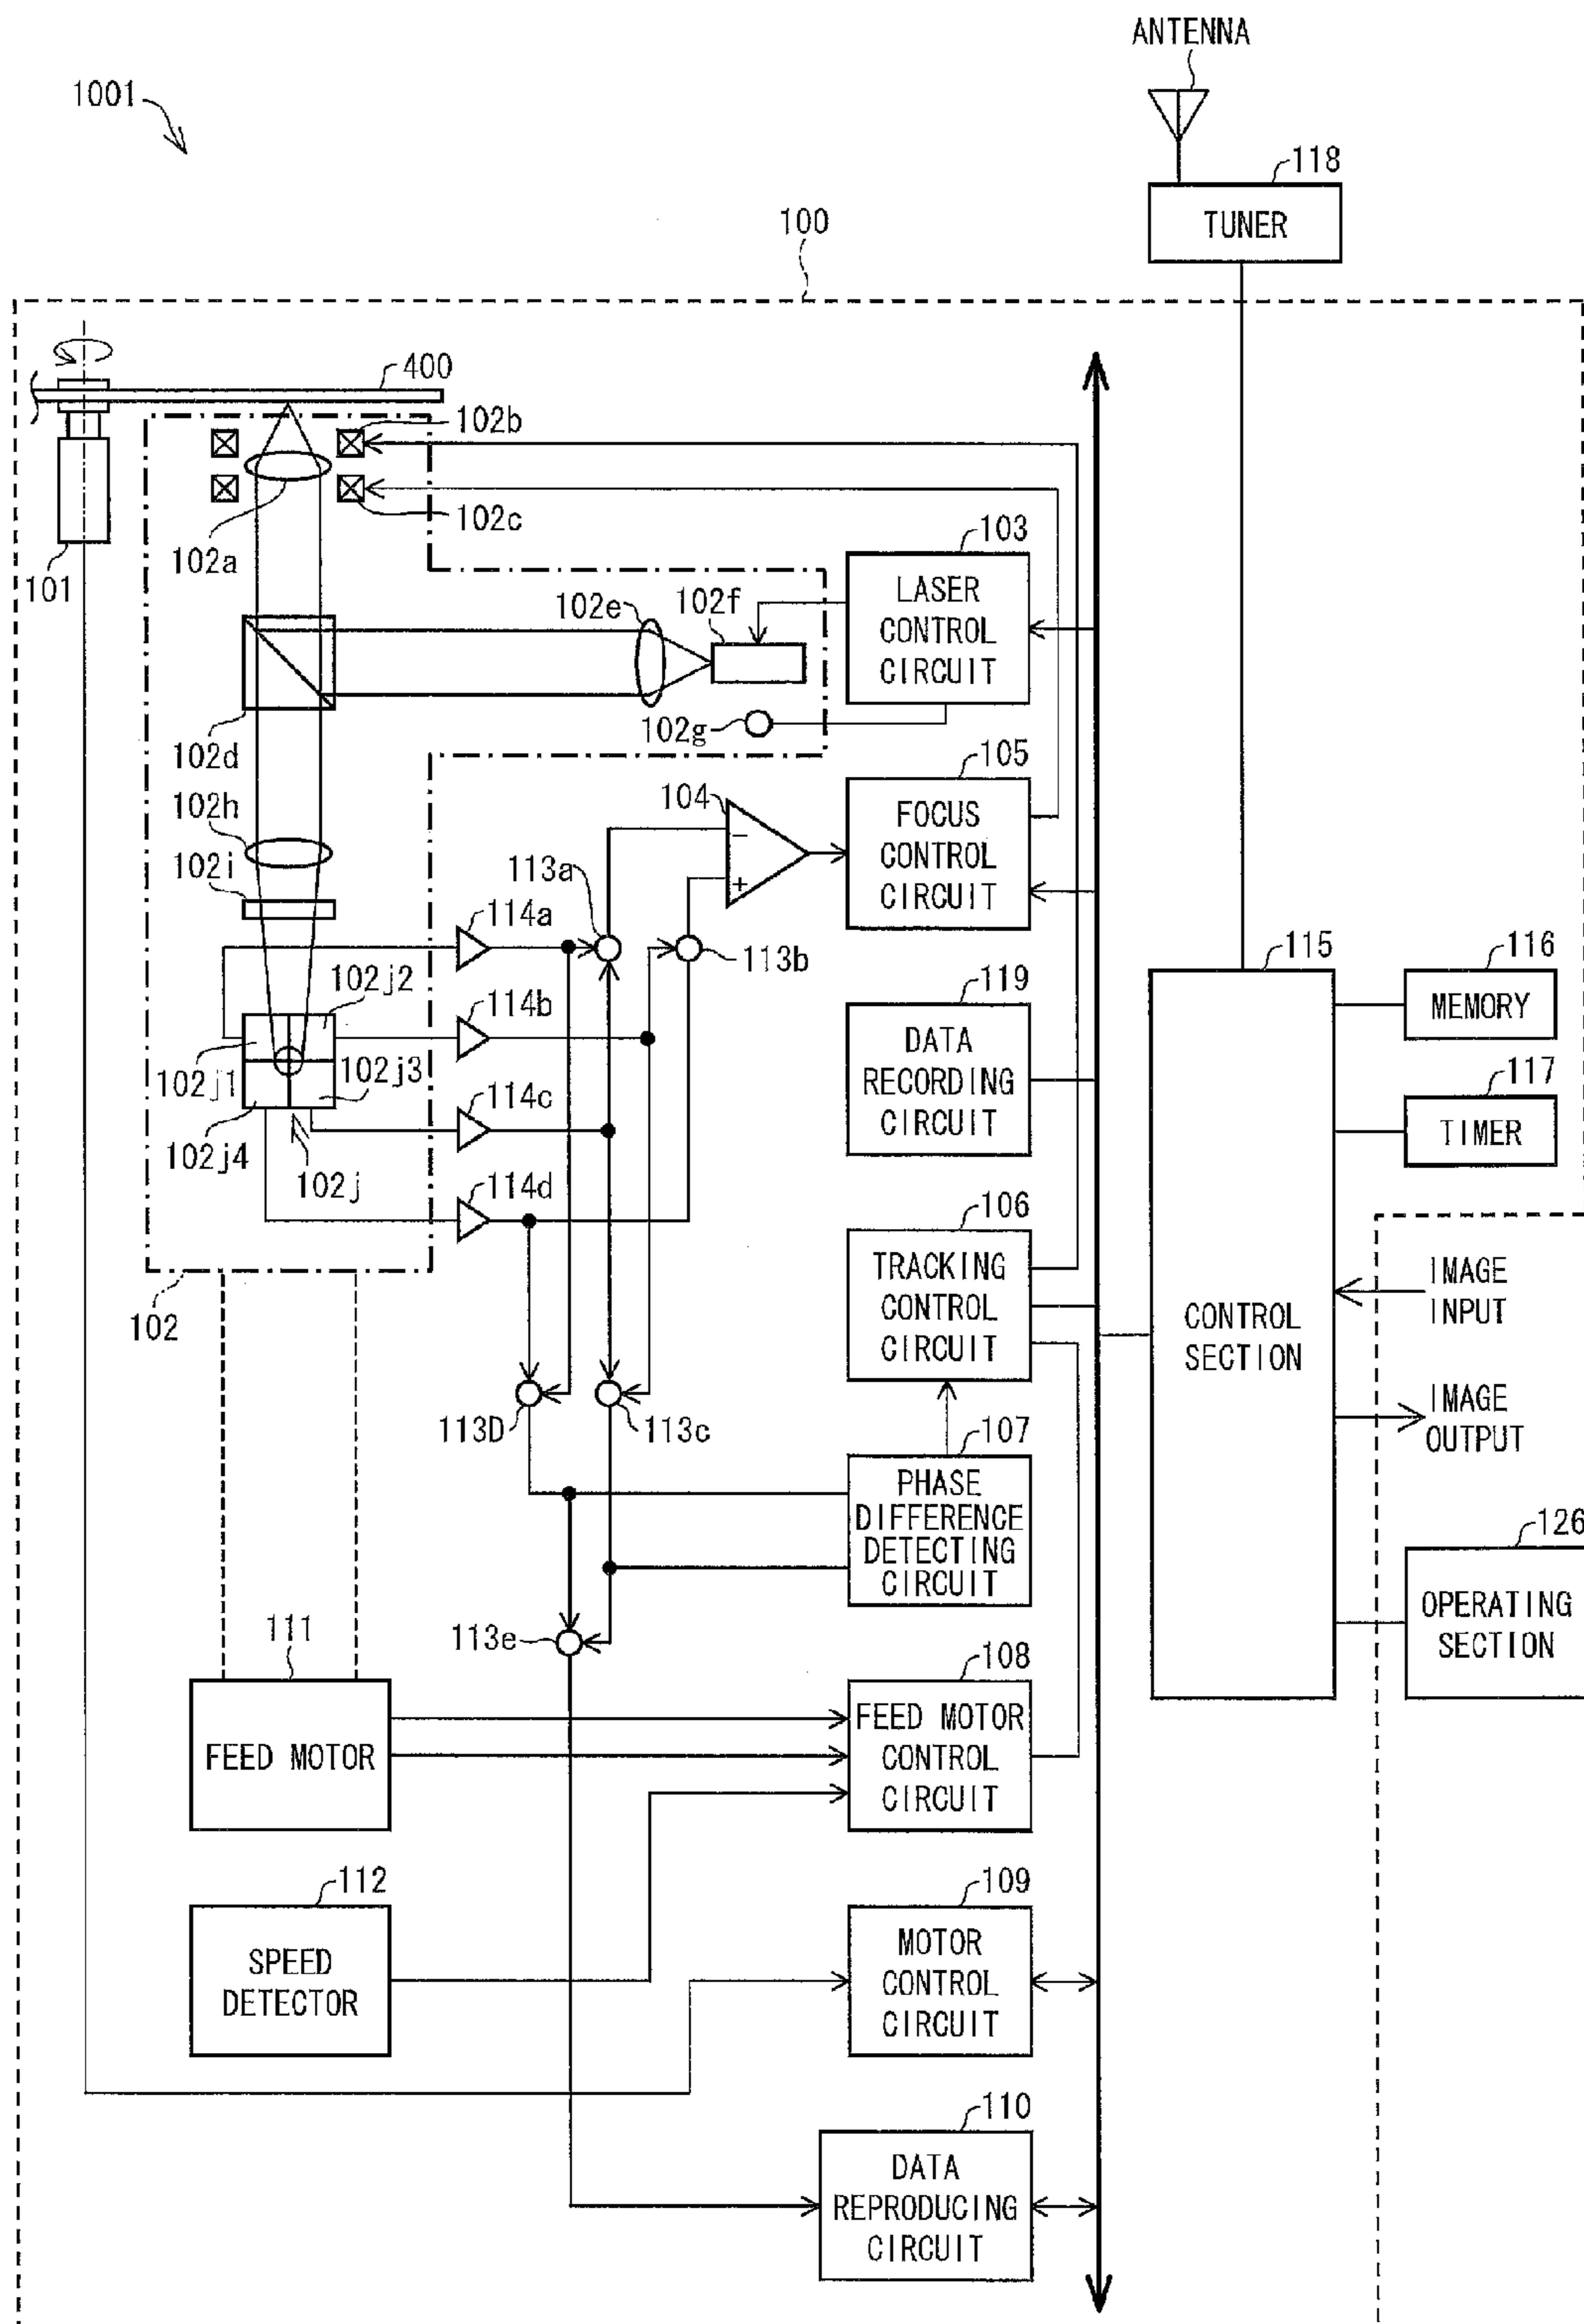 ANTENNA
1001
118
TUNER
100
400
102b
102c
102a
101
103
LASER
CONTROL
CIRCUIT
102e
102f
102g
102d
105
FOCUS
CONTROL
CIRCUIT
104
−
+
102h
102i
113a
113b
114a
102j2
114b
102j1
102j3
114c
102j4
102j
114d
119
DATA
RECORDING
CIRCUIT
115
CONTROL
SECTION
116
MEMORY
117
TIMER
106
TRACKING
CONTROL
CIRCUIT
IMAGE
INPUT
IMAGE
OUTPUT
102
113D
113c
107
PHASE
DIFFERENCE
DETECTING
CIRCUIT
126
OPERATING
SECTION
113e
111
FEED MOTOR
108
FEED MOTOR
CONTROL
CIRCUIT
112
SPEED
DETECTOR
109
MOTOR
CONTROL
CIRCUIT
110
DATA
REPRODUCING
CIRCUIT